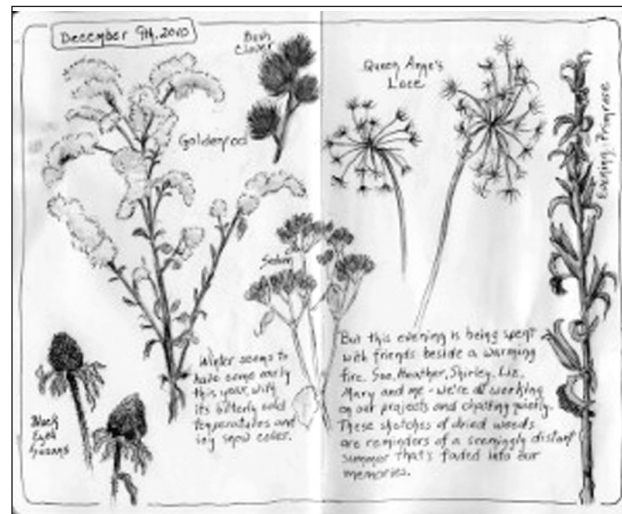 December 9th, 2010
Bush
Clover
Goldenrod
Queen Anne's
Lace
Evening Primrose
Sedum
Black
Eyed
Susans
Winter seems to
have come early
this year, with
its bitterly cold
temperatures and
icy snow cover.
But this evening is being spent
with friends beside a warming
fire. Sue, Heather, Shirley, Liz,
Mary and me - we're all working
on our projects and chatting quietly.
These sketches of dried weeds
are reminders of a seemingly distant
summer that's faded into our
memories.